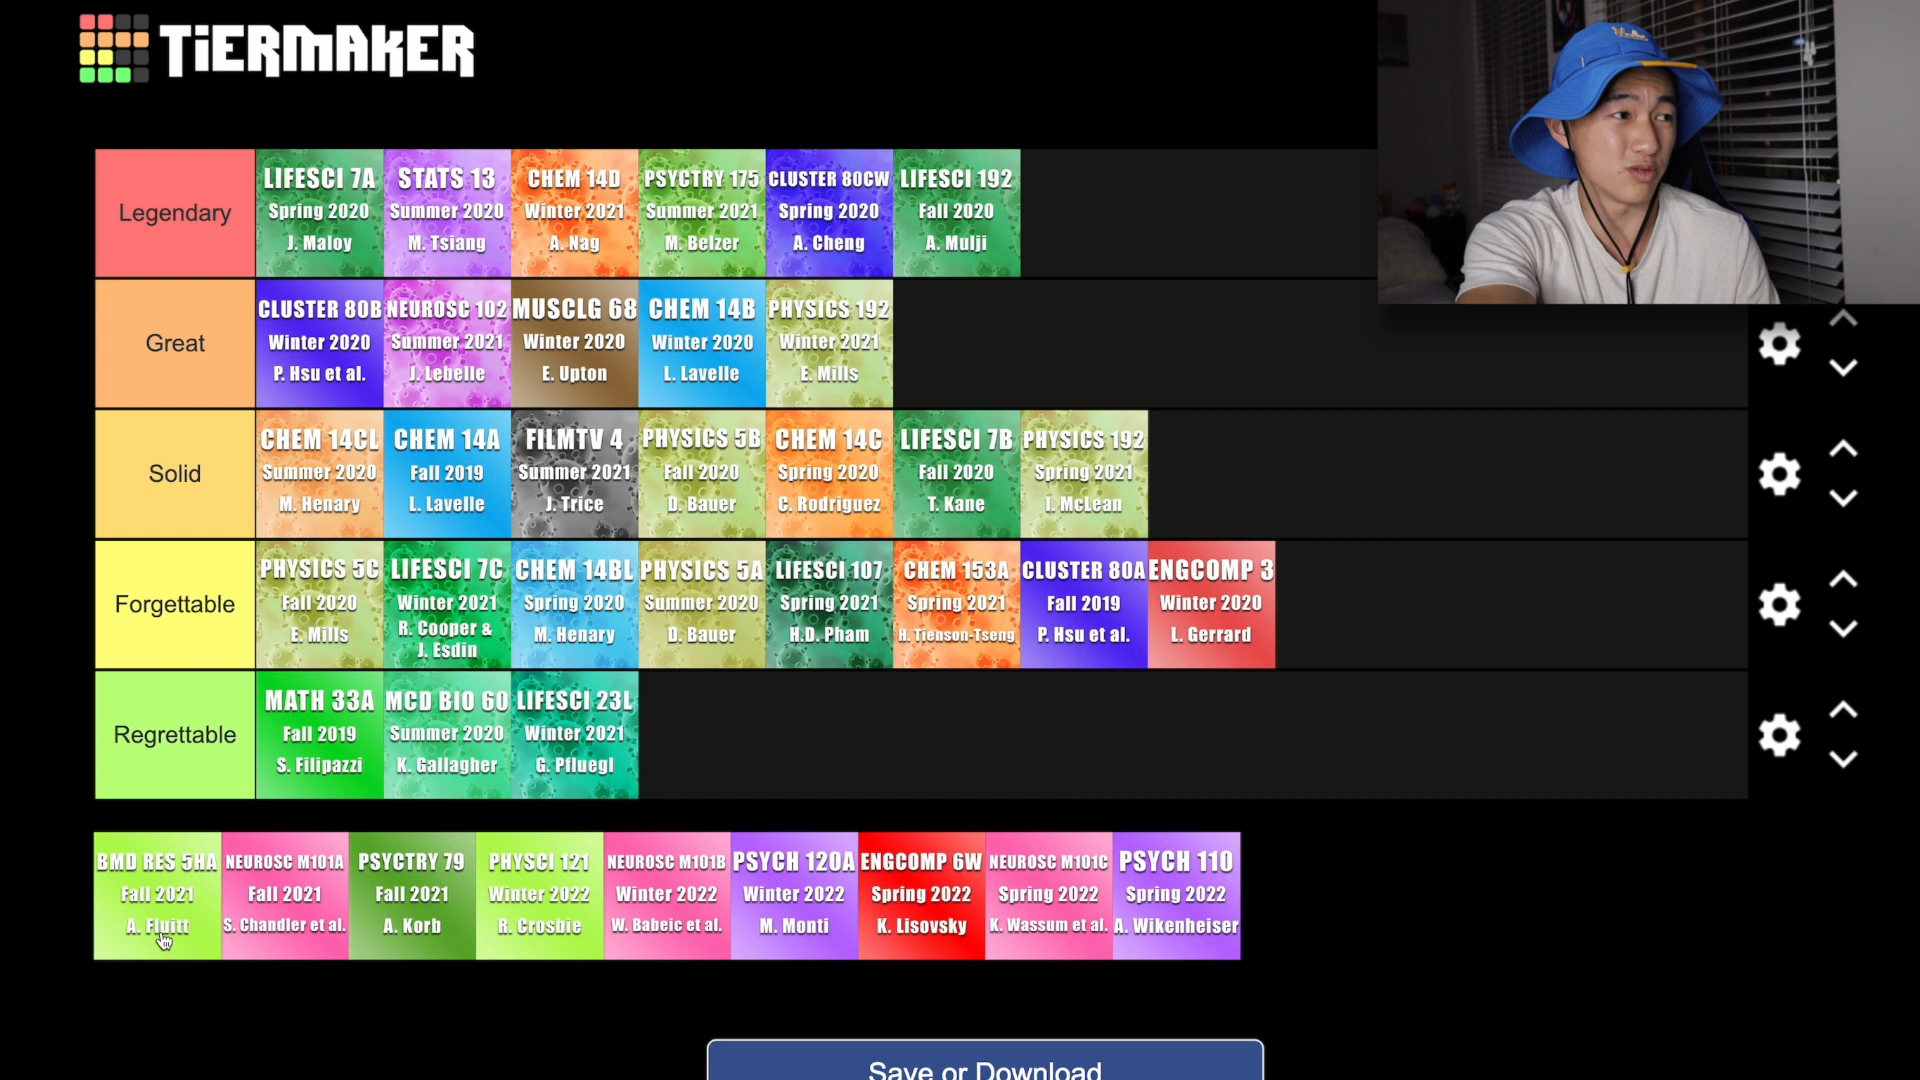 TiERMAKER
Legendary
LIFESCI 7A
Spring 2020
J. Maloy
STATS 13
Summer 2020
M. Tsiang
CHEM 14D
Winter 2021
A. Nag
PSYCTRY 175
Summer 2021
M. Belzer
CLUSTER 80CW
Spring 2020
A. Cheng
LIFESCI 192
Fall 2020
A. Mulji
Great
CLUSTER 80B
Winter 2020
P. Hsu et al.
NEUROSC 102
Summer 2021
J. Lebelle
MUSCLG 68
Winter 2020
E. Upton
CHEM 14B
Winter 2020
L. Lavelle
PHYSICS 192
Winter 2021
E. Mills
Solid
CHEM 14CL
Summer 2020
M. Henary
CHEM 14A
Fall 2019
L. Lavelle
FILMTV 4
Summer 2021
J. Trice
PHYSICS 5B
Fall 2020
D. Bauer
CHEM 14C
Spring 2020
C. Rodriguez
LIFESCI 7B
Fall 2020
T. Kane
PHYSICS 192
Spring 2021
I. McLean
Forgettable
PHYSICS 5C
Fall 2020
E. Mills
LIFESCI 7C
Winter 2021
R. Cooper &
J. Esdin
CHEM 14BL
Spring 2020
M. Henary
PHYSICS 5A
Summer 2020
D. Bauer
LIFESCI 107
Spring 2021
H.D. Pham
CHEM 153A
Spring 2021
H. Tienson-Tseng
CLUSTER 80A
Fall 2019
P. Hsu et al.
ENGCOMP 3
Winter 2020
L. Gerrard
Regrettable
MATH 33A
Fall 2019
S. Filipazzi
MCD BIO 60
Summer 2020
K. Gallagher
LIFESCI 23L
Winter 2021
G. Pfluegl
BMD RES 5HA
Fall 2021
A. Fluitt
NEUROSC M101A
Fall 2021
S. Chandler et al.
PSYCTRY 79
Fall 2021
A. Korb
PHYSCI 121
Winter 2022
R. Crosbie
NEUROSC M101B
Winter 2022
W. Babeic et al.
PSYCH 120A
Winter 2022
M. Monti
ENGCOMP 6W
Spring 2022
K. Lisovsky
NEUROSC M101C
Spring 2022
K. Wassum et al.
PSYCH 110
Spring 2022
A. Wikenheiser
Save or Download